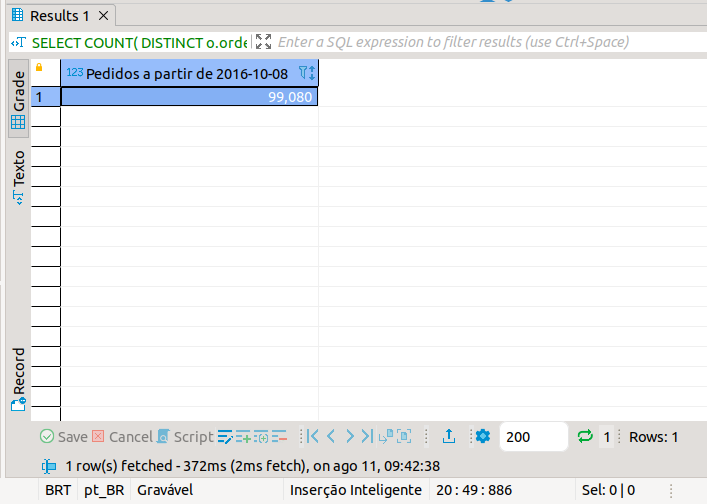 Results 1
SELECT COUNT( DISTINCT o.orde
Enter a SQL expression to filter results (use Ctrl+Space)
Grade
Texto
Record
123 Pedidos a partir de 2016-10-08
1 99,080
Save Cancel Script 200 1 Rows: 1
1 row(s) fetched - 372ms (2ms fetch), on ago 11, 09:42:38
BRT pt_BR Gravável Inserção Inteligente 20 : 49 : 886 Sel: 0 | 0